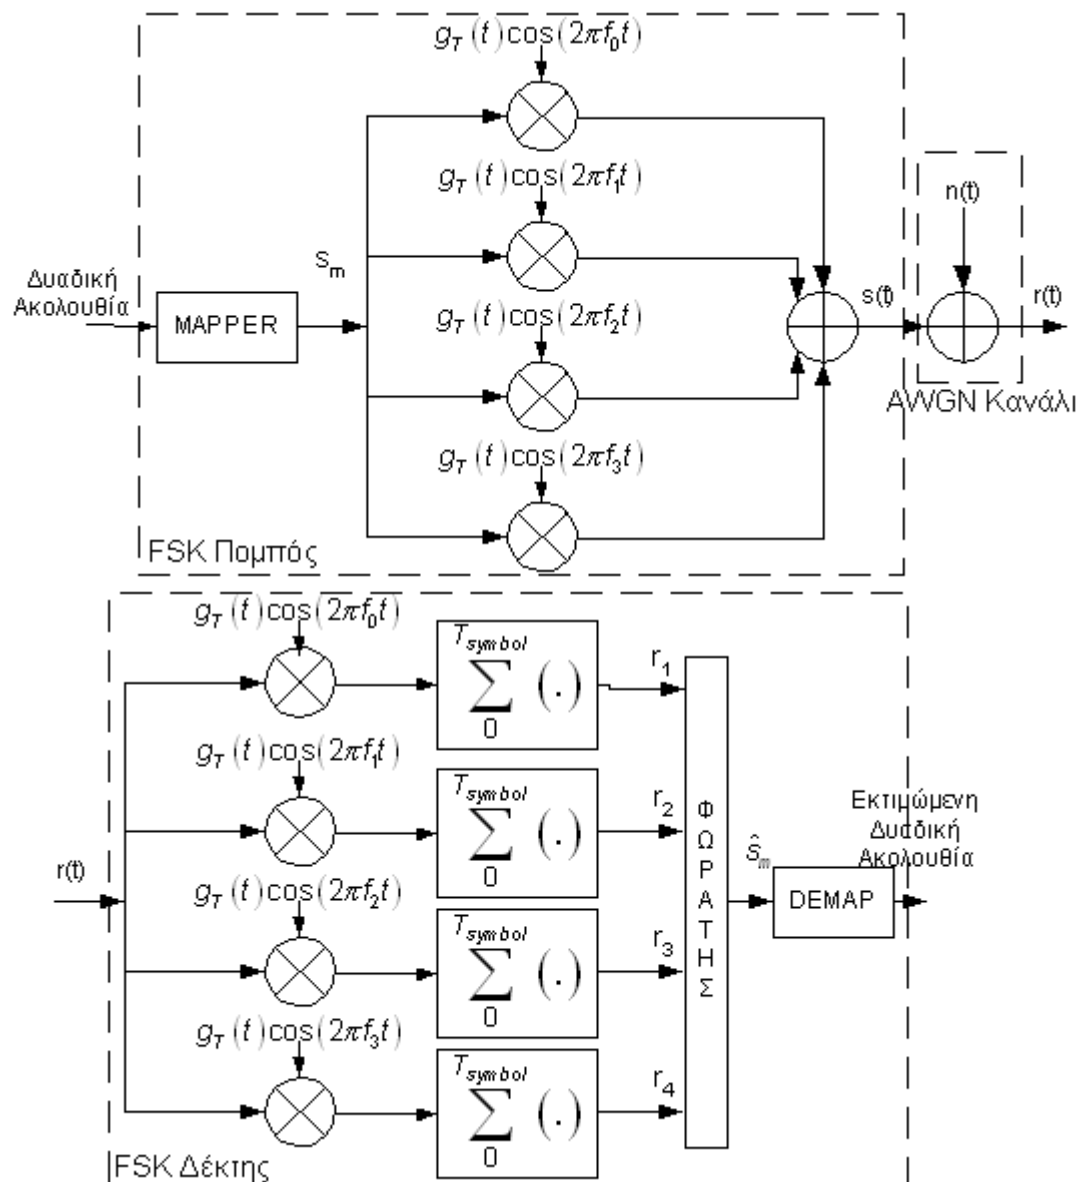 g_T(t)cos(2πf_0t)
g_T(t)cos(2πf_1t)
n(t)
Δυαδική
Ακολουθία
s_m
MAPPER
g_T(t)cos(2πf_2t)
s(t)
r(t)
AWGN Κανάλι
g_T(t)cos(2πf_3t)
FSK Πομπός
g_T(t)cos(2πf_0t)
T_symbol
∑ (.)
0
r_1
g_T(t)cos(2πf_1t)
T_symbol
∑ (.)
0
r_2
r(t)
g_T(t)cos(2πf_2t)
T_symbol
∑ (.)
0
r_3
g_T(t)cos(2πf_3t)
T_symbol
∑ (.)
0
r_4
Φ
Ω
Ρ
Α
Τ
Η
Σ
ŝ_m
DEMAP
Εκτιμώμενη
Δυαδική
Ακολουθία
FSK Δέκτης